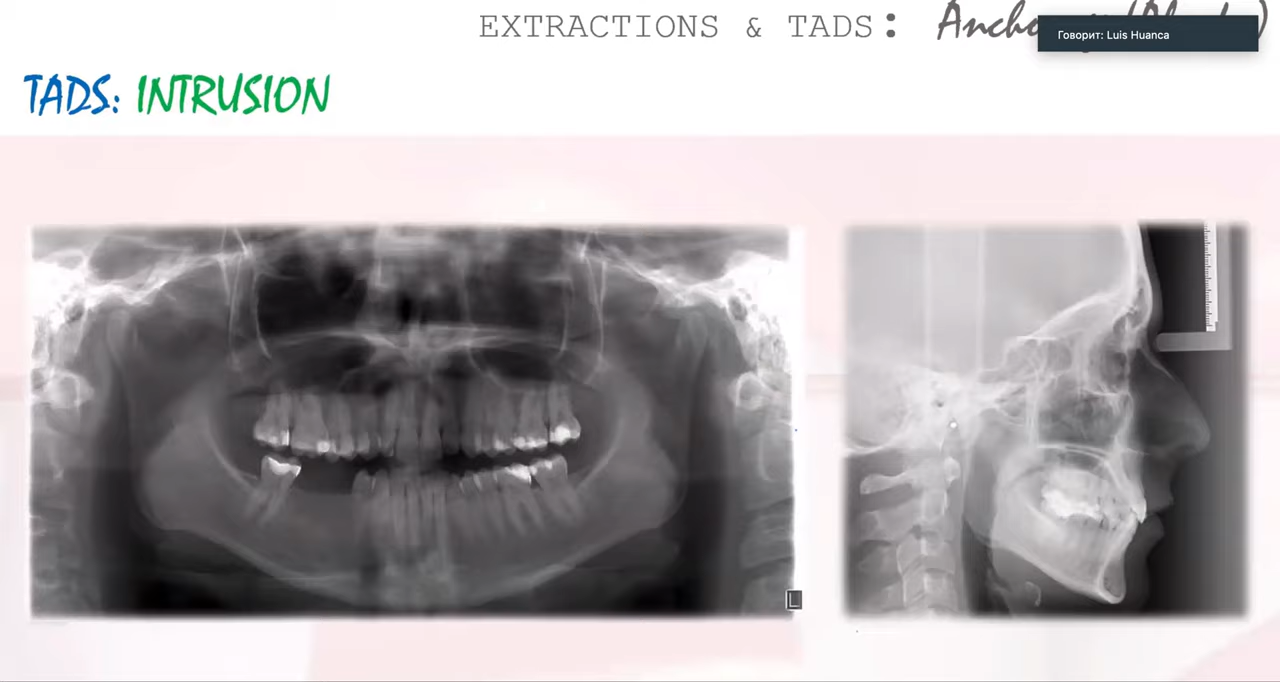 EXTRACTIONS & TADS:
Говорит: Luis Huanca
TADS: INTRUSION
L